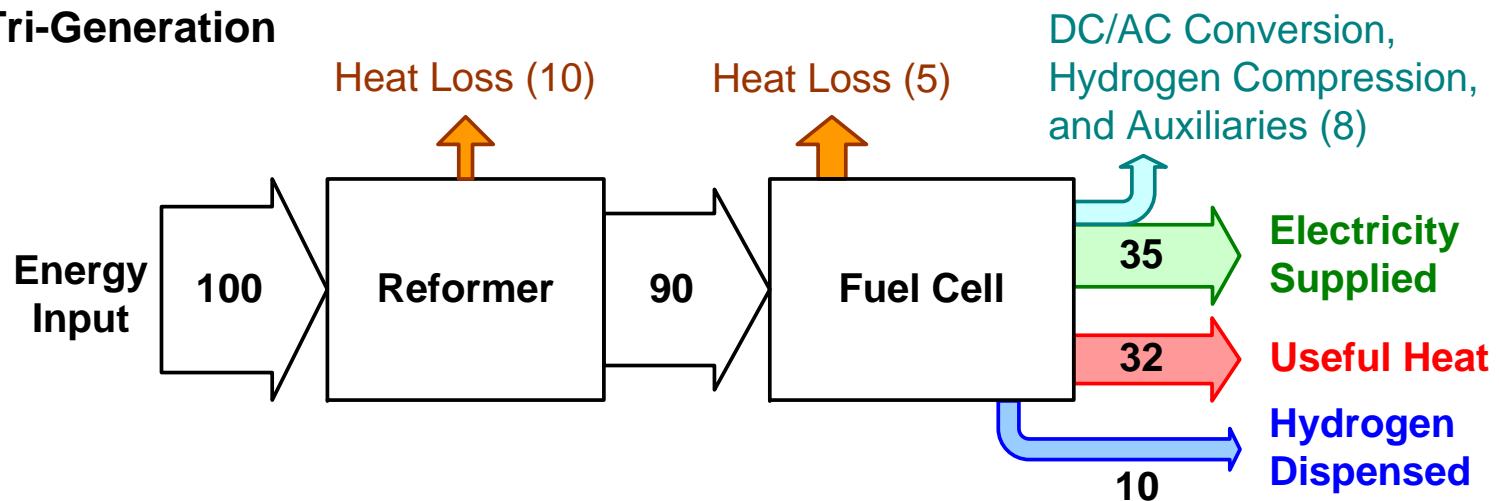 Tri-Generation
Heat Loss (10)
Heat Loss (5)
DC/AC Conversion,
Hydrogen Compression,
and Auxiliaries (8)
Energy
Input
100
Reformer
90
Fuel Cell
35
Electricity
Supplied
32
Useful Heat
10
Hydrogen
Dispensed